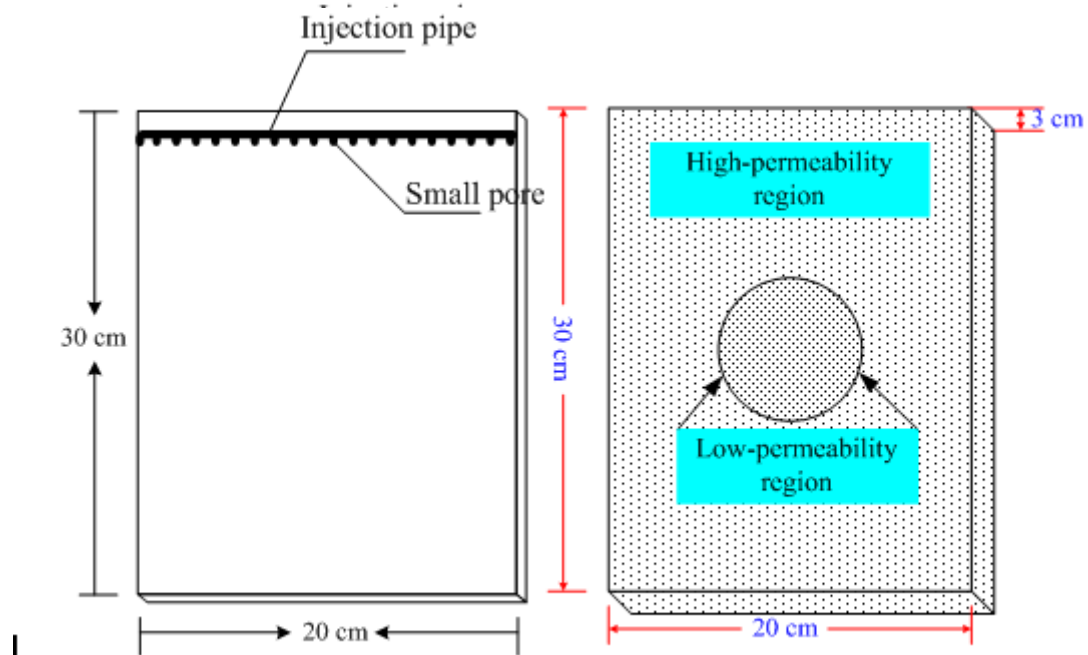 Injection pipe
Small pore
30 cm
20 cm
3 cm
High-permeability
region
30 cm
Low-permeability
region
20 cm